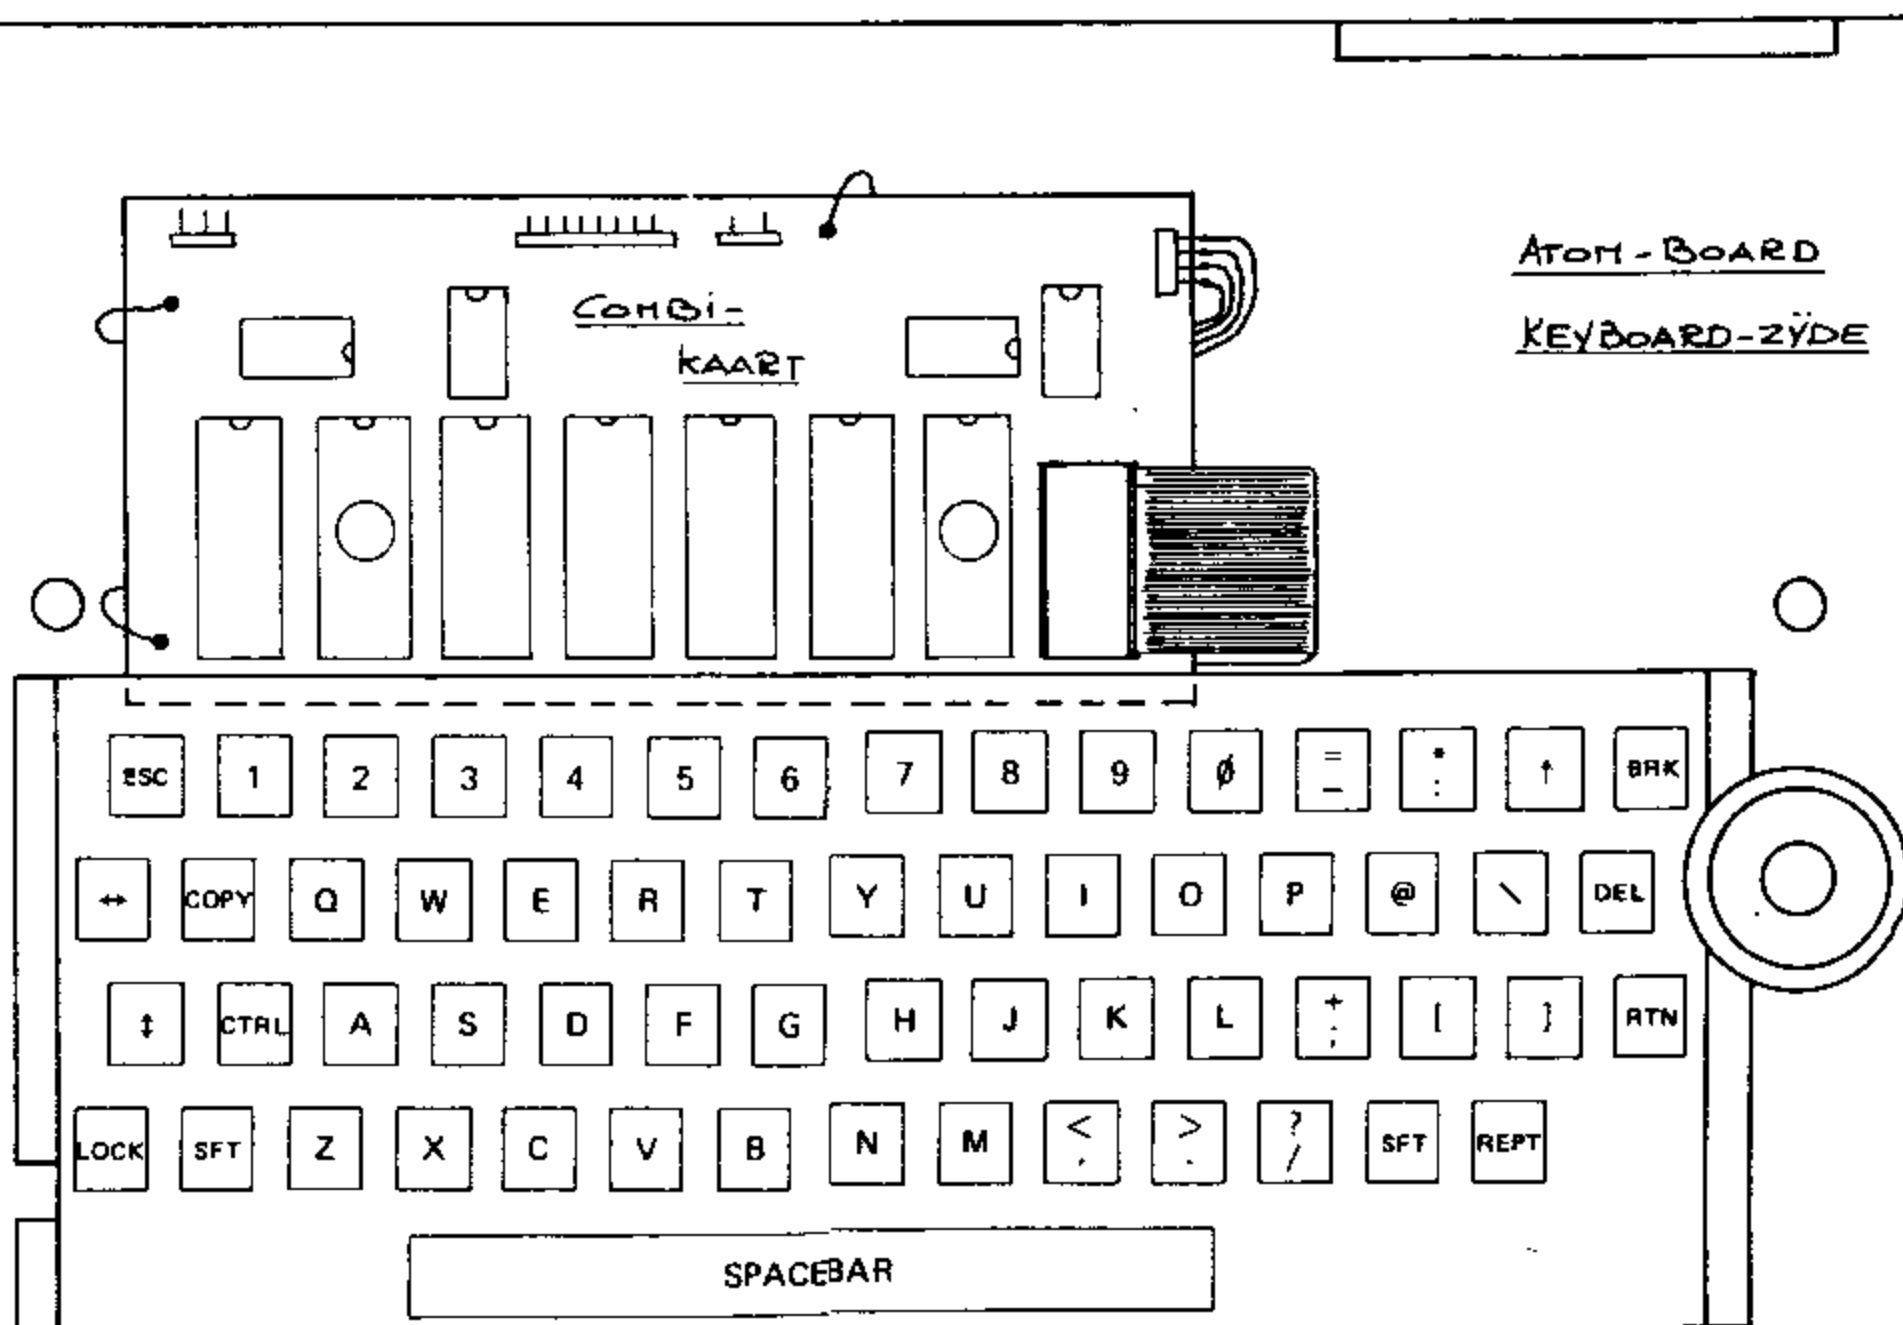 ATOM-BOARD
KEYBOARD-ZÿDE
COMBi-
KAART
ESC 1 2 3 4 5 6 7 8 9 Ø = - * : ↑ BRK
↔ COPY Q W E R T Y U I O P @ \ DEL
↕ CTRL A S D F G H J K L + ; [ ] RTN
LOCK SFT Z X C V B N M < , > . ? / SFT REPT
SPACEBAR